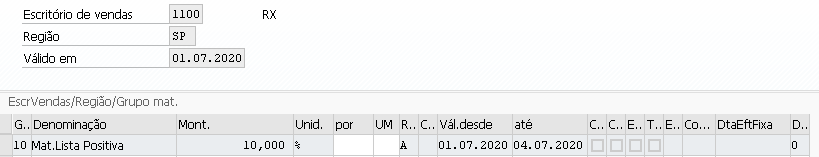 Escritório de vendas 1100 RX
Região SP
Válido em 01.07.2020
EscrVendas/Região/Grupo mat.
G.. Denominação Mont. Unid. por UM R.. C.. Vál.desde até C.. C.. E.. T.. E.. Co... DtaEftFixa D..
10 Mat.Lista Positiva 10,000 % A 01.07.2020 04.07.2020 0